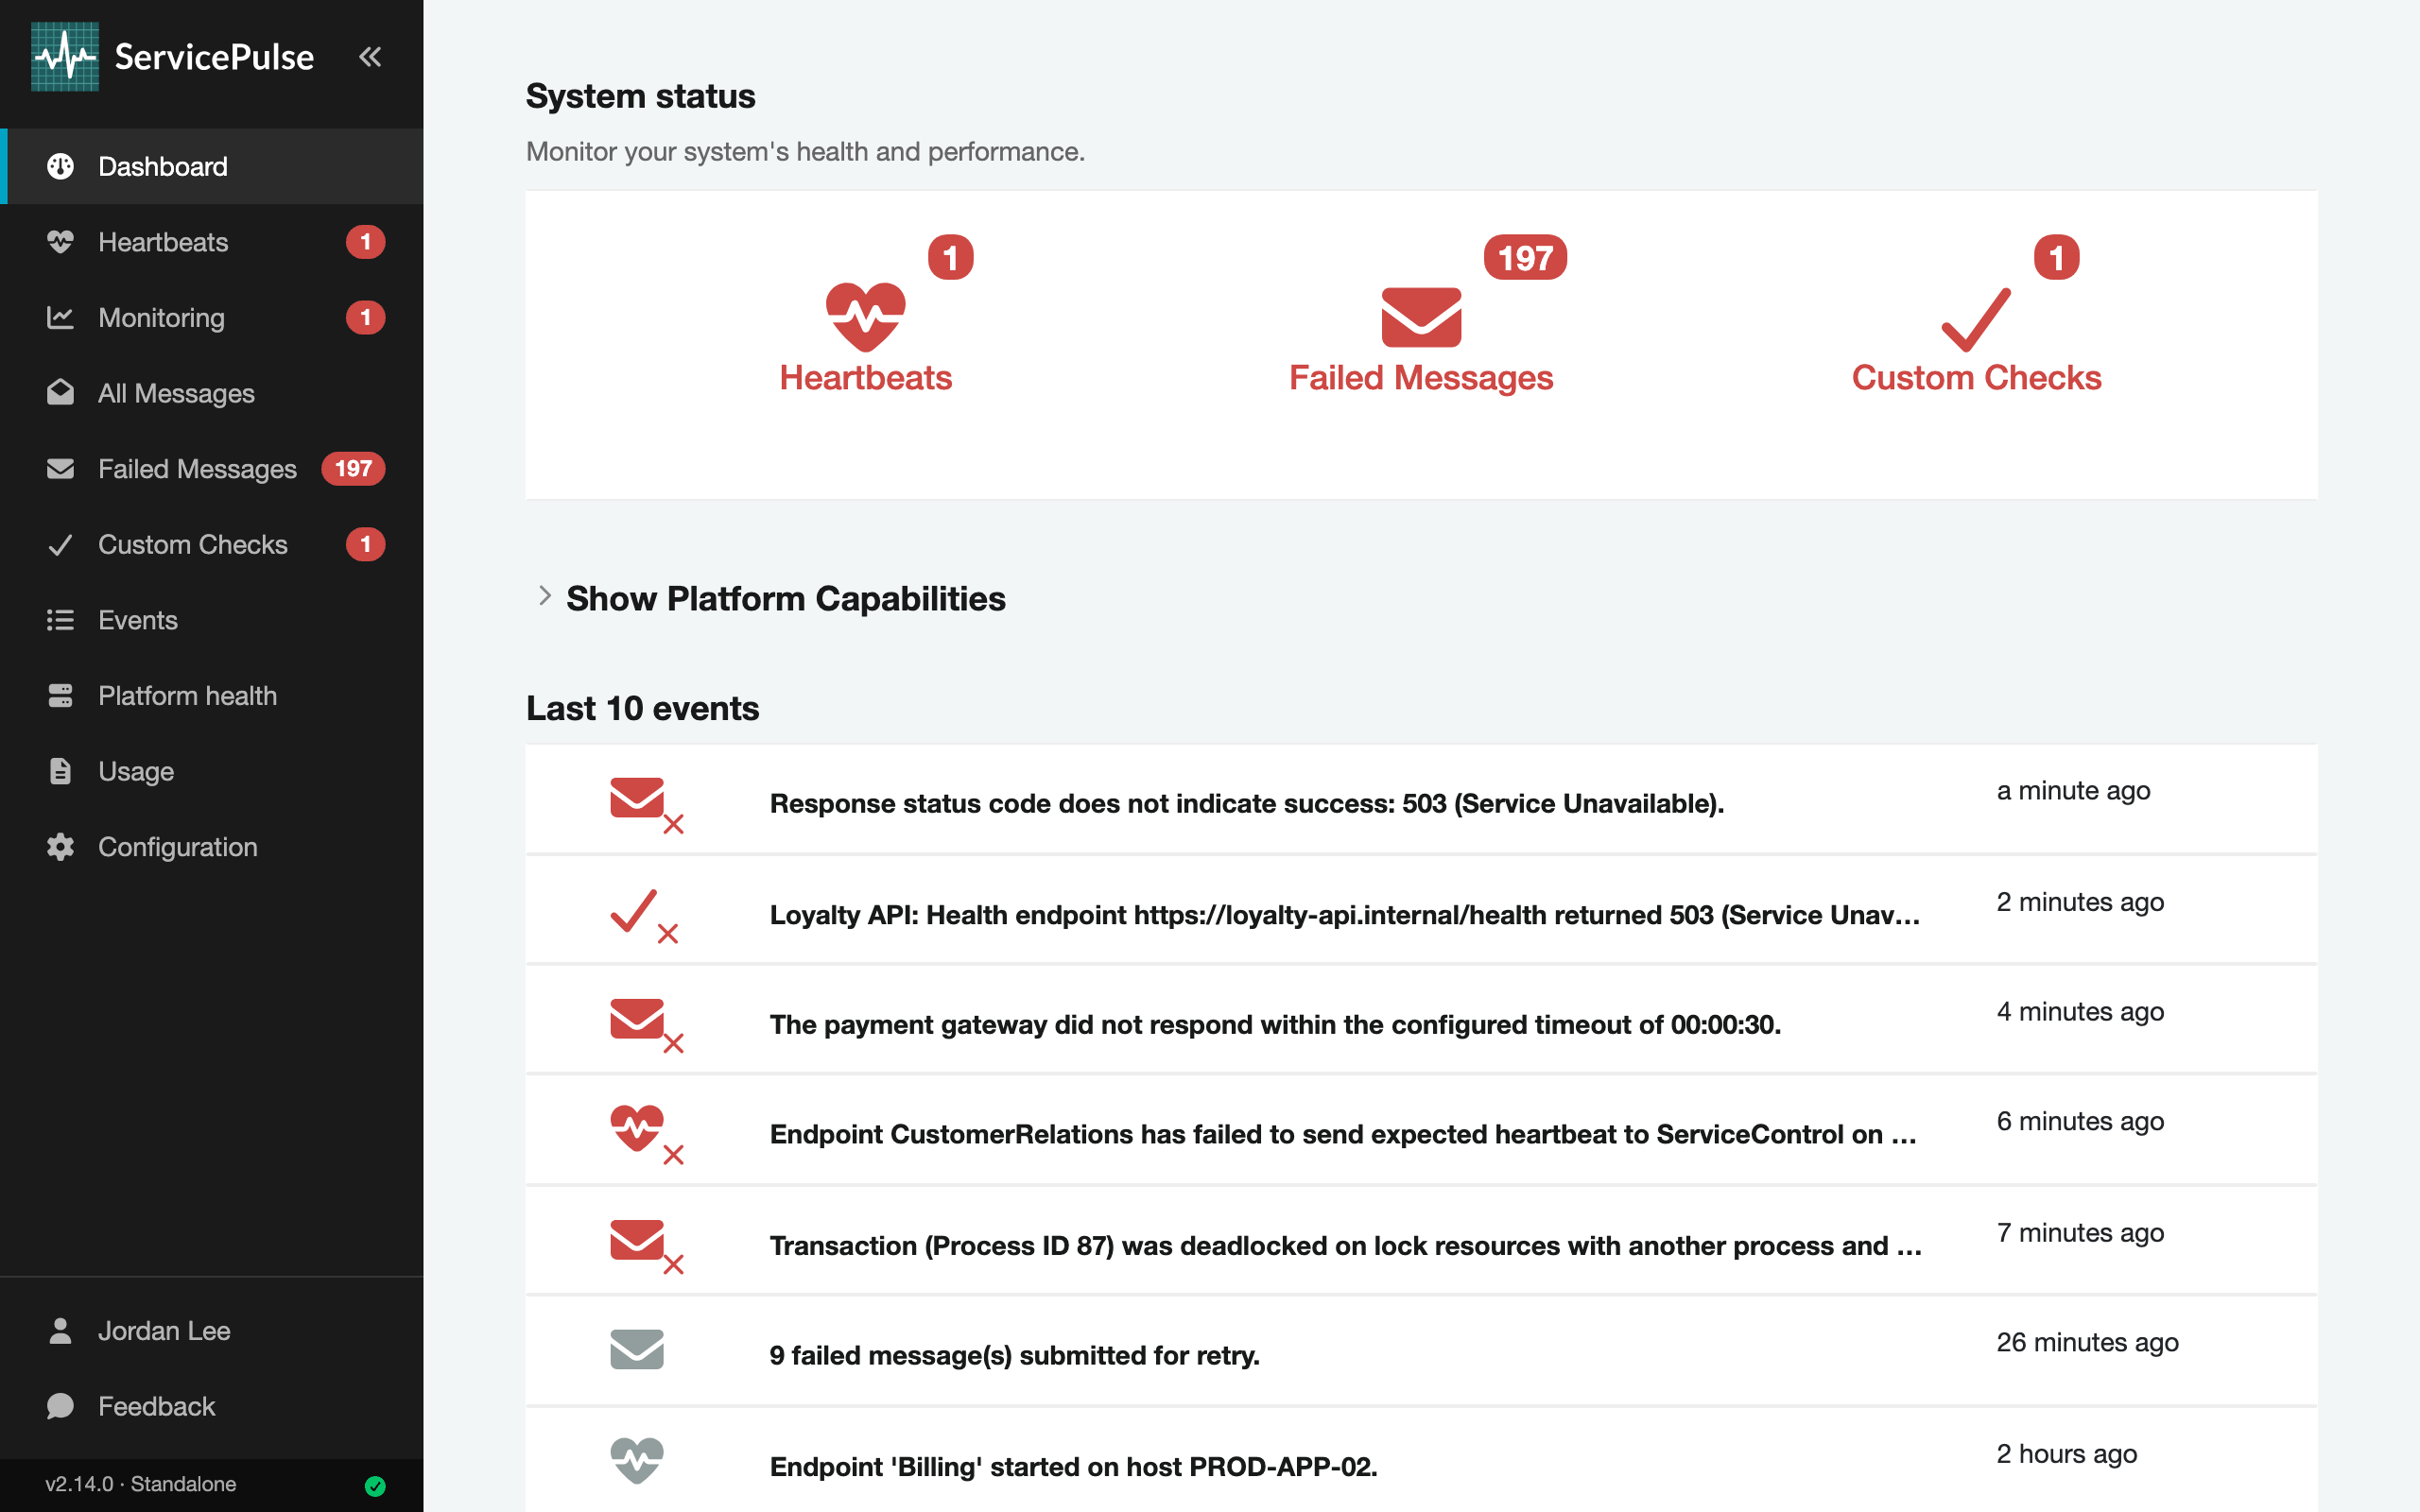 ServicePulse
Dashboard
Heartbeats 1
Monitoring 1
All Messages
Failed Messages 197
Custom Checks 1
Events
Platform health
Usage
Configuration
Jordan Lee
Feedback
v2.14.0 · Standalone
System status
Monitor your system's health and performance.
1
Heartbeats
197
Failed Messages
1
Custom Checks
Show Platform Capabilities
Last 10 events
Response status code does not indicate success: 503 (Service Unavailable). a minute ago
Loyalty API: Health endpoint https://loyalty-api.internal/health returned 503 (Service Unav... 2 minutes ago
The payment gateway did not respond within the configured timeout of 00:00:30. 4 minutes ago
Endpoint CustomerRelations has failed to send expected heartbeat to ServiceControl on ... 6 minutes ago
Transaction (Process ID 87) was deadlocked on lock resources with another process and ... 7 minutes ago
9 failed message(s) submitted for retry. 26 minutes ago
Endpoint 'Billing' started on host PROD-APP-02. 2 hours ago